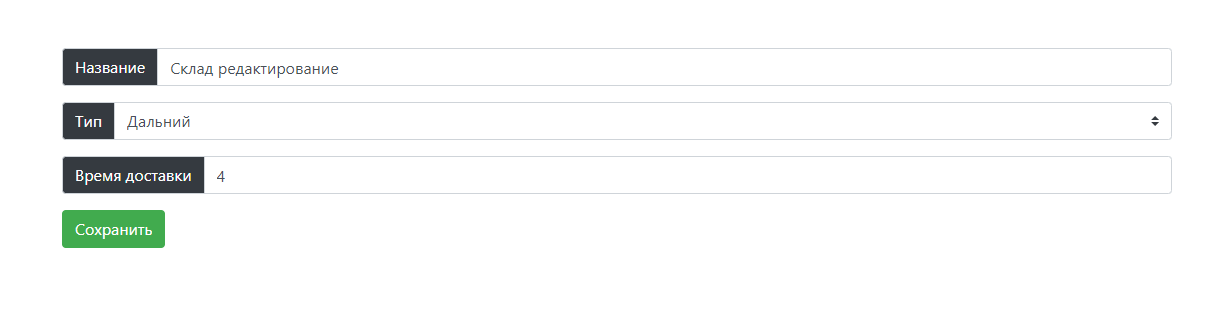 Название Склад редактирование
Тип Дальний
Время доставки 4
Сохранить